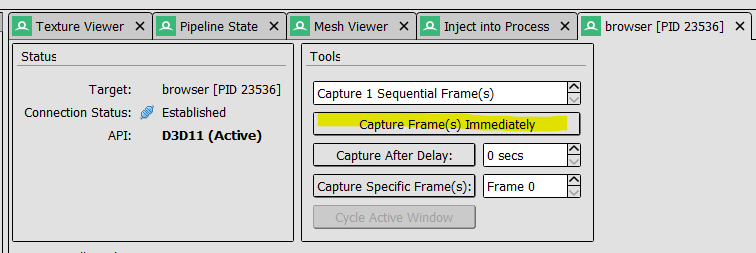 Texture Viewer Pipeline State Mesh Viewer Inject into Process browser [PID 23536]
Status
Target: browser [PID 23536]
Connection Status: Established
API: D3D11 (Active)
Tools
Capture 1 Sequential Frame(s)
Capture Frame(s) Immediately
Capture After Delay: 0 secs
Capture Specific Frame(s): Frame 0
Cycle Active Window